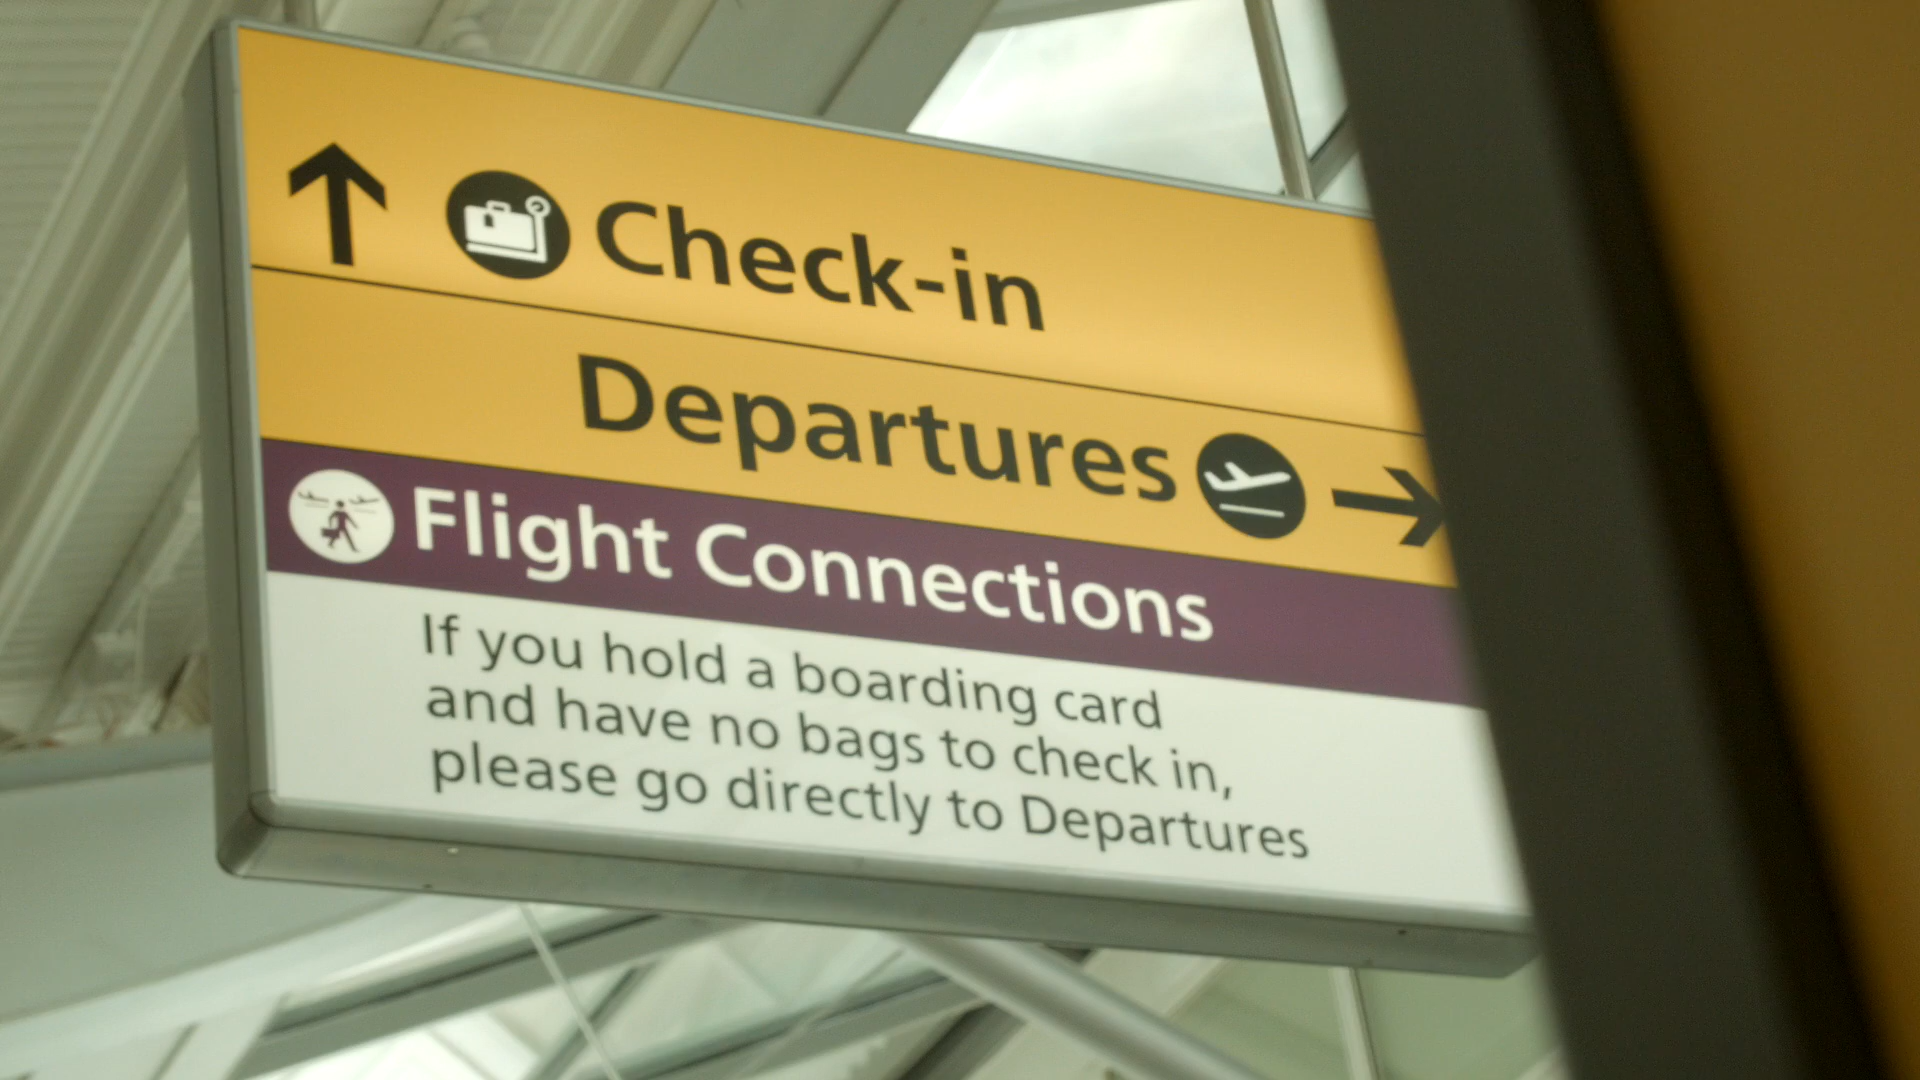 Check-in
Departures
Flight Connections
If you hold a boarding card
and have no bags to check in,
please go directly to Departures